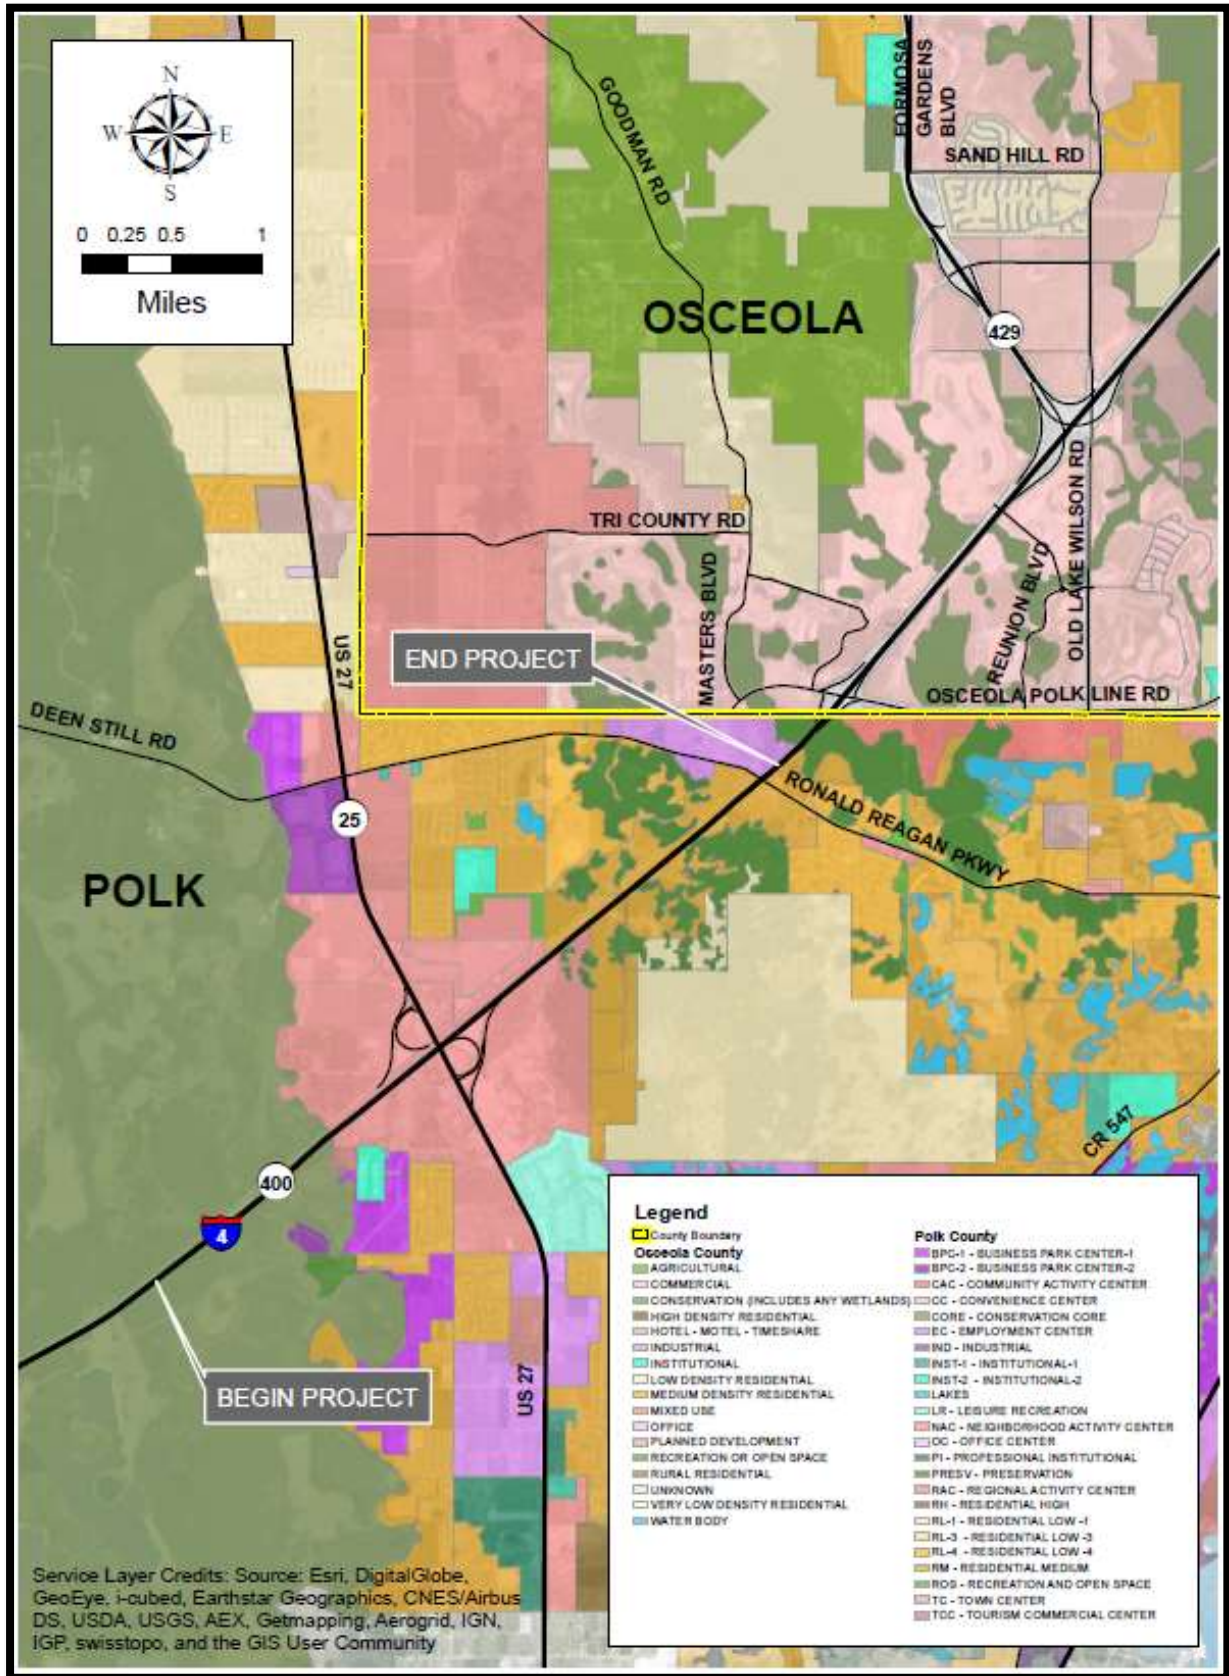 N
W E
S
0 0.25 0.5 1
Miles
FORMOSA
GARDENS
BLVD
GOODMAN RD
SAND HILL RD
OSCEOLA
429
TRI COUNTY RD
MASTERS BLVD
REUNION BLVD
OLD LAKE WILSON RD
US 27
END PROJECT
OSCEOLA POLK LINE RD
DEEN STILL RD
RONALD REAGAN PKWY
25
POLK
CR 547
400
4
BEGIN PROJECT
US 27
Legend
County Boundary
Osceola County
AGRICULTURAL
COMMERCIAL
CONSERVATION (INCLUDES ANY WETLANDS)
HIGH DENSITY RESIDENTIAL
HOTEL - MOTEL - TIMESHARE
INDUSTRIAL
INSTITUTIONAL
LOW DENSITY RESIDENTIAL
MEDIUM DENSITY RESIDENTIAL
MIXED USE
OFFICE
PLANNED DEVELOPMENT
RECREATION OR OPEN SPACE
RURAL RESIDENTIAL
UNKNOWN
VERY LOW DENSITY RESIDENTIAL
WATER BODY
Polk County
BPC-1 - BUSINESS PARK CENTER-1
BPC-2 - BUSINESS PARK CENTER-2
CAC - COMMUNITY ACTIVITY CENTER
CC - CONVENIENCE CENTER
CORE - CONSERVATION CORE
EC - EMPLOYMENT CENTER
IND - INDUSTRIAL
INST-1 - INSTITUTIONAL-1
INST-2 - INSTITUTIONAL-2
LAKES
LR - LEISURE RECREATION
NAC - NEIGHBORHOOD ACTIVITY CENTER
OC - OFFICE CENTER
PI - PROFESSIONAL INSTITUTIONAL
PRESV - PRESERVATION
RAC - REGIONAL ACTIVITY CENTER
RH - RESIDENTIAL HIGH
RL-1 - RESIDENTIAL LOW -1
RL-3 - RESIDENTIAL LOW -3
RL-4 - RESIDENTIAL LOW -4
RM - RESIDENTIAL MEDIUM
ROS - RECREATION AND OPEN SPACE
TC - TOWN CENTER
TCC - TOURISM COMMERCIAL CENTER
Service Layer Credits: Source: Esri, DigitalGlobe,
GeoEye, i-cubed, Earthstar Geographics, CNES/Airbus
DS, USDA, USGS, AEX, Getmapping, Aerogrid, IGN,
IGP, swisstopo, and the GIS User Community